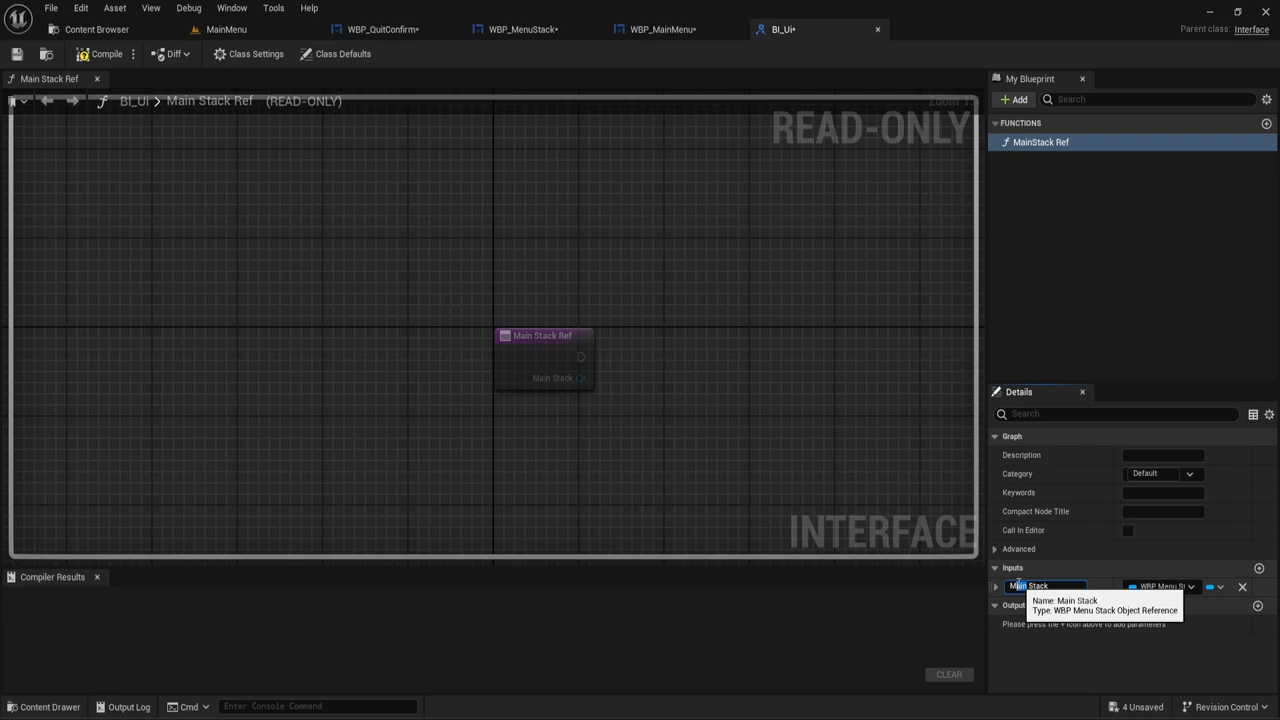 File Edit Asset View Debug Window Tools Help
Content Browser MainMenu WBP_QuitConfirm* WBP_MenuStack* WBP_MainMenu* BI_Ui* Parent class: Interface
Compile Diff Class Settings Class Defaults
Main Stack Ref My Blueprint
BI_Ui > Main Stack Ref (READ-ONLY)
Add Search
READ-ONLY
FUNCTIONS
MainStack Ref
Main Stack Ref
Main Stack
Details
Search
Graph
Description
Category Default
Keywords
Compact Node Title
Call In Editor
Advanced
Inputs
Main Stack WBP Menu St
Name: Main Stack
Type: WBP Menu Stack Object Reference
Output
Please press the + icon above to add parameters
INTERFACE
Compiler Results
CLEAR
Content Drawer Output Log Cmd Enter Console Command 4 Unsaved Revision Control